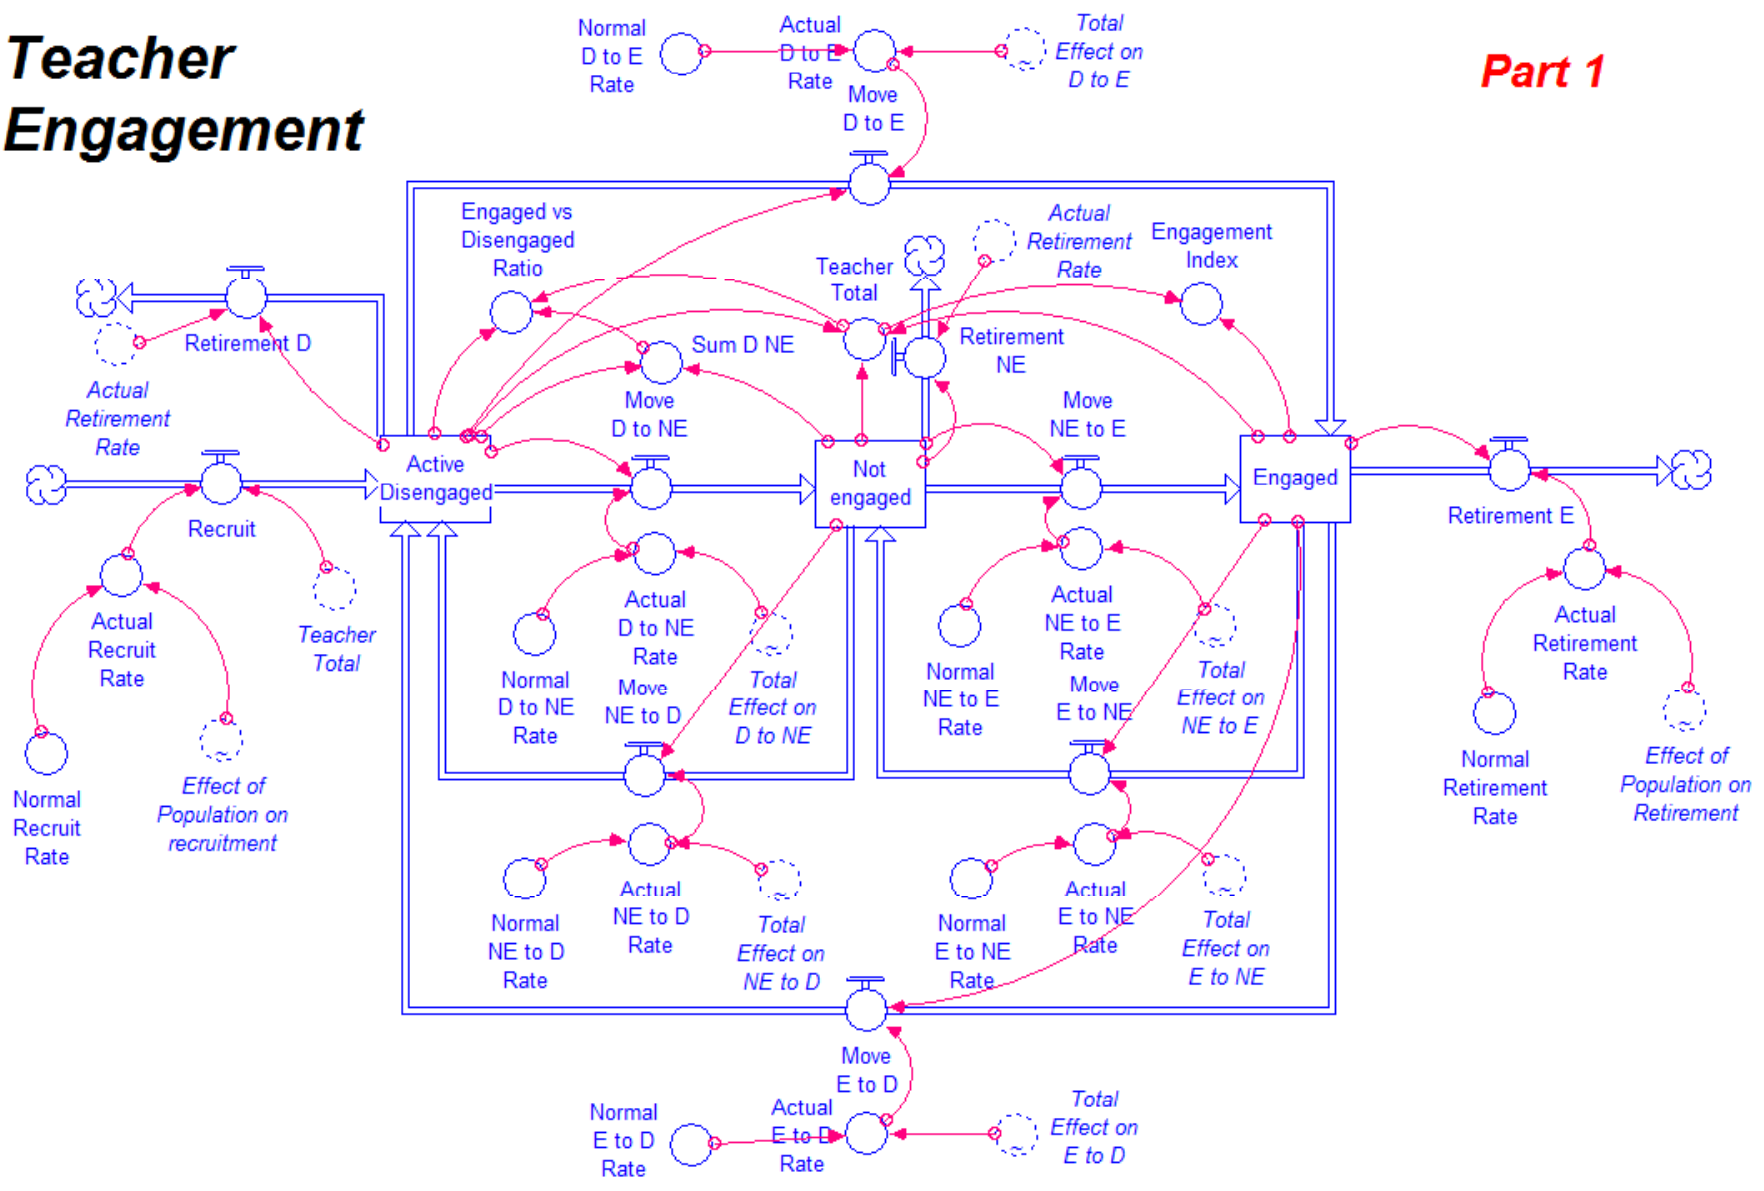 Teacher
Engagement
Part 1
Normal
D to E
Rate
Actual
D to E
Rate
Total
Effect on
D to E
Move
D to E
Engaged vs
Disengaged
Ratio
Teacher
Total
Actual
Retirement
Rate
Engagement
Index
Retirement D
Sum D NE
Retirement
NE
Actual
Retirement
Rate
Move
D to NE
Move
NE to E
Active
Disengaged
Not
engaged
Engaged
Recruit
Retirement E
Actual
Recruit
Rate
Teacher
Total
Actual
D to NE
Rate
Actual
NE to E
Rate
Actual
Retirement
Rate
Normal
D to NE
Rate
Move
NE to D
Total
Effect on
D to NE
Normal
NE to E
Rate
Move
E to NE
Total
Effect on
NE to E
Normal
Recruit
Rate
Effect of
Population on
recruitment
Normal
Retirement
Rate
Effect of
Population on
Retirement
Normal
NE to D
Rate
Actual
NE to D
Rate
Total
Effect on
NE to D
Normal
E to NE
Rate
Actual
E to NE
Rate
Total
Effect on
E to NE
Move
E to D
Normal
E to D
Rate
Actual
E to D
Rate
Total
Effect on
E to D